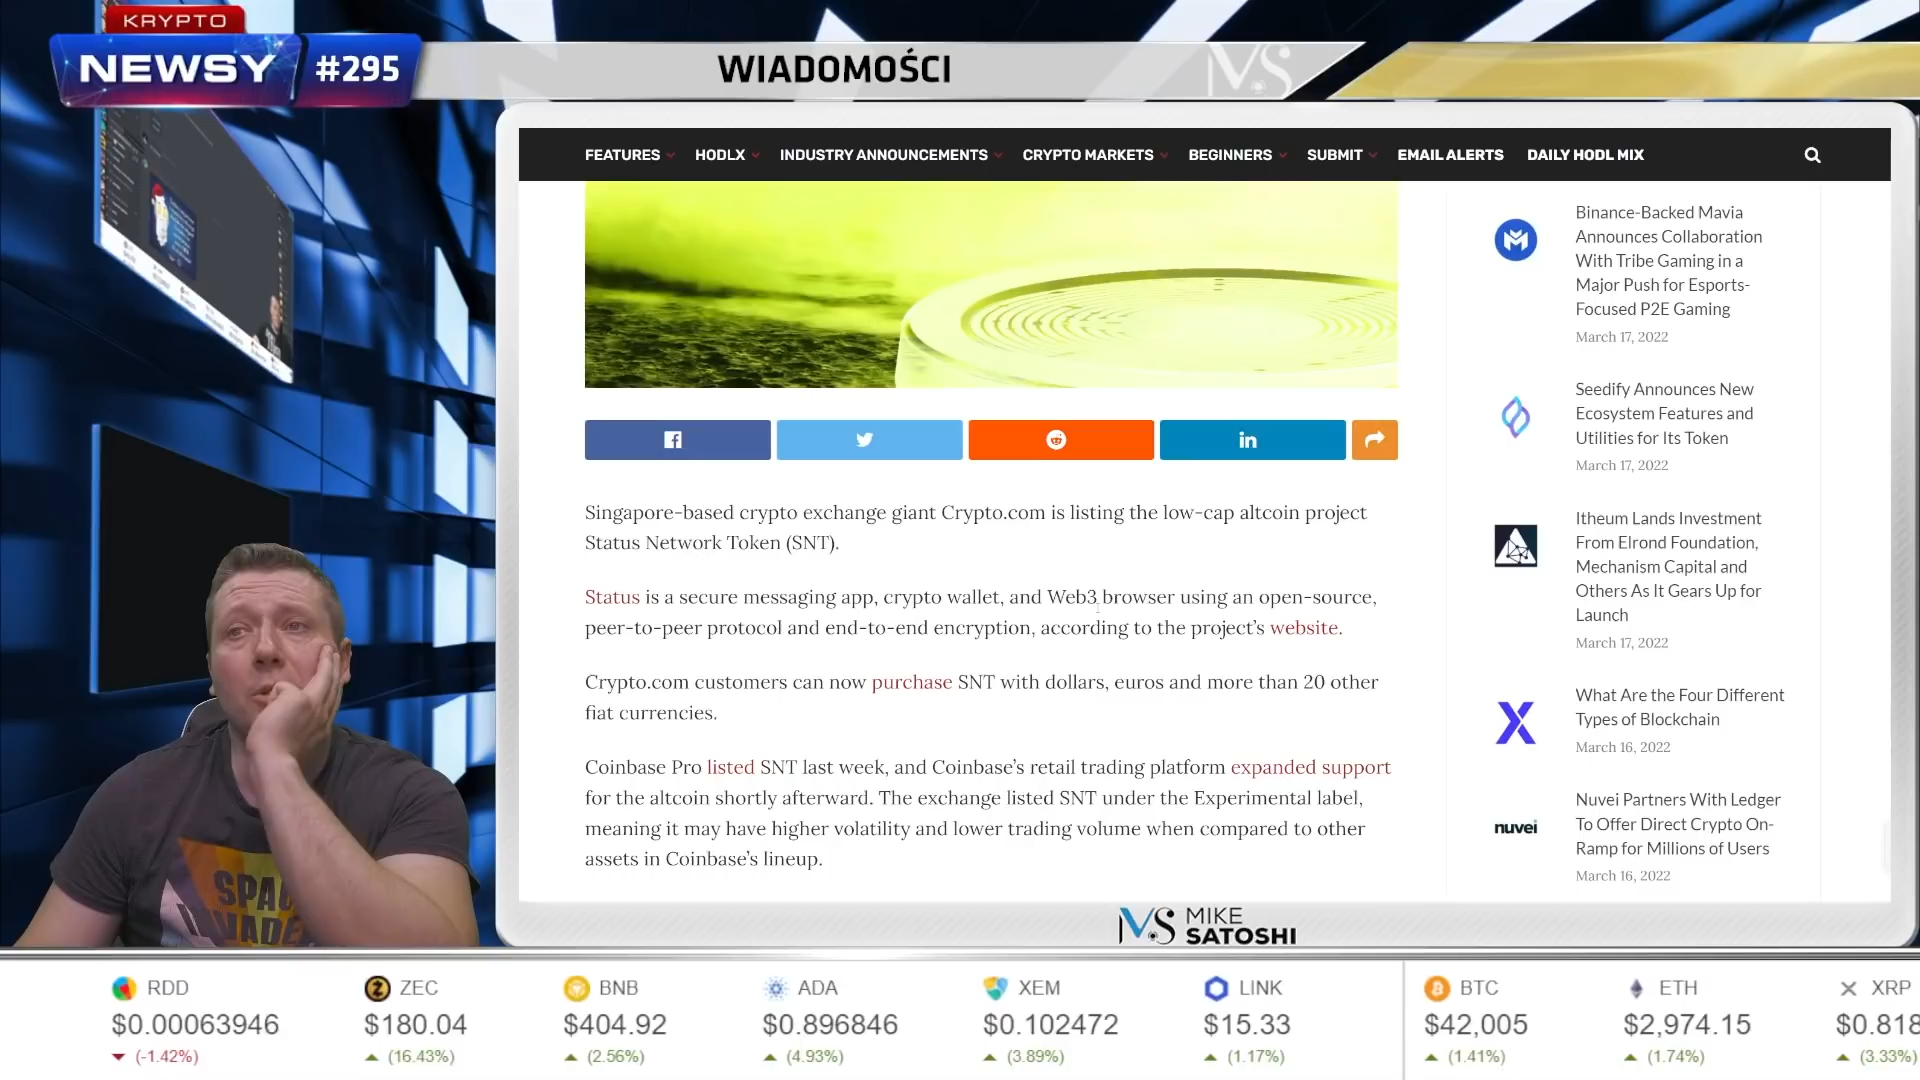 KRYPTO
NEWSY #295
WIADOMOŚCI
MS
FEATURES HODLX INDUSTRY ANNOUNCEMENTS CRYPTO MARKETS BEGINNERS SUBMIT EMAIL ALERTS DAILY HODL MIX
Singapore-based crypto exchange giant Crypto.com is listing the low-cap altcoin project
Status Network Token (SNT).
Status is a secure messaging app, crypto wallet, and Web3 browser using an open-source,
peer-to-peer protocol and end-to-end encryption, according to the project’s website.
Crypto.com customers can now purchase SNT with dollars, euros and more than 20 other
fiat currencies.
Coinbase Pro listed SNT last week, and Coinbase’s retail trading platform expanded support
for the altcoin shortly afterward. The exchange listed SNT under the Experimental label,
meaning it may have higher volatility and lower trading volume when compared to other
assets in Coinbase’s lineup.
Binance-Backed Mavia
Announces Collaboration
With Tribe Gaming in a
Major Push for Esports-
Focused P2E Gaming
March 17, 2022
Seedify Announces New
Ecosystem Features and
Utilities for Its Token
March 17, 2022
Itheum Lands Investment
From Elrond Foundation,
Mechanism Capital and
Others As It Gears Up for
Launch
March 17, 2022
What Are the Four Different
Types of Blockchain
March 16, 2022
nuvei
Nuvei Partners With Ledger
To Offer Direct Crypto On-
Ramp for Millions of Users
March 16, 2022
MS MIKE
SATOSHI
RDD ZEC BNB ADA XEM LINK BTC ETH XRP
$0.00063946 $180.04 $404.92 $0.896846 $0.102472 $15.33 $42,005 $2,974.15 $0.818
(-1.42%) (16.43%) (2.56%) (4.93%) (3.89%) (1.17%) (1.41%) (1.74%) (3.33%)